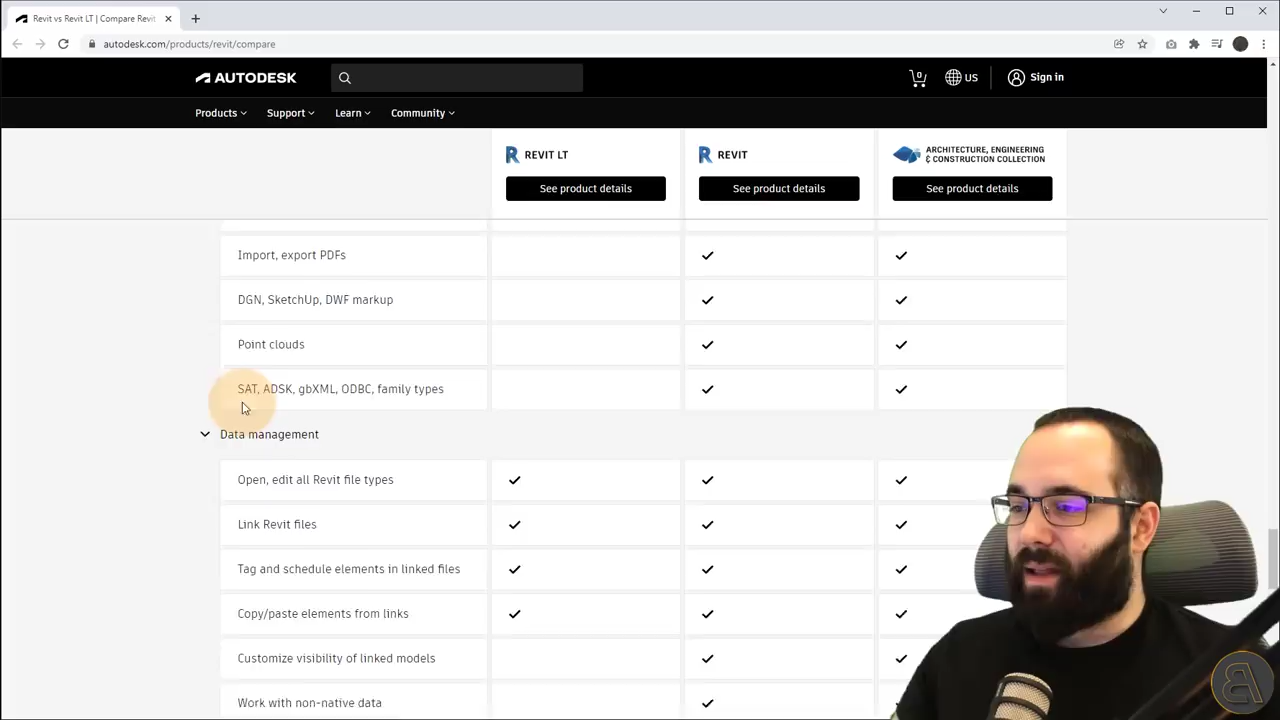 Revit vs Revit LT | Compare Revit
autodesk.com/products/revit/compare
AUTODESK
0
US
Sign in
Products
Support
Learn
Community
REVIT LT
See product details
REVIT
See product details
ARCHITECTURE, ENGINEERING
& CONSTRUCTION COLLECTION
See product details
Import, export PDFs
DGN, SketchUp, DWF markup
Point clouds
SAT, ADSK, gbXML, ODBC, family types
Data management
Open, edit all Revit file types
Link Revit files
Tag and schedule elements in linked files
Copy/paste elements from links
Customize visibility of linked models
Work with non-native data